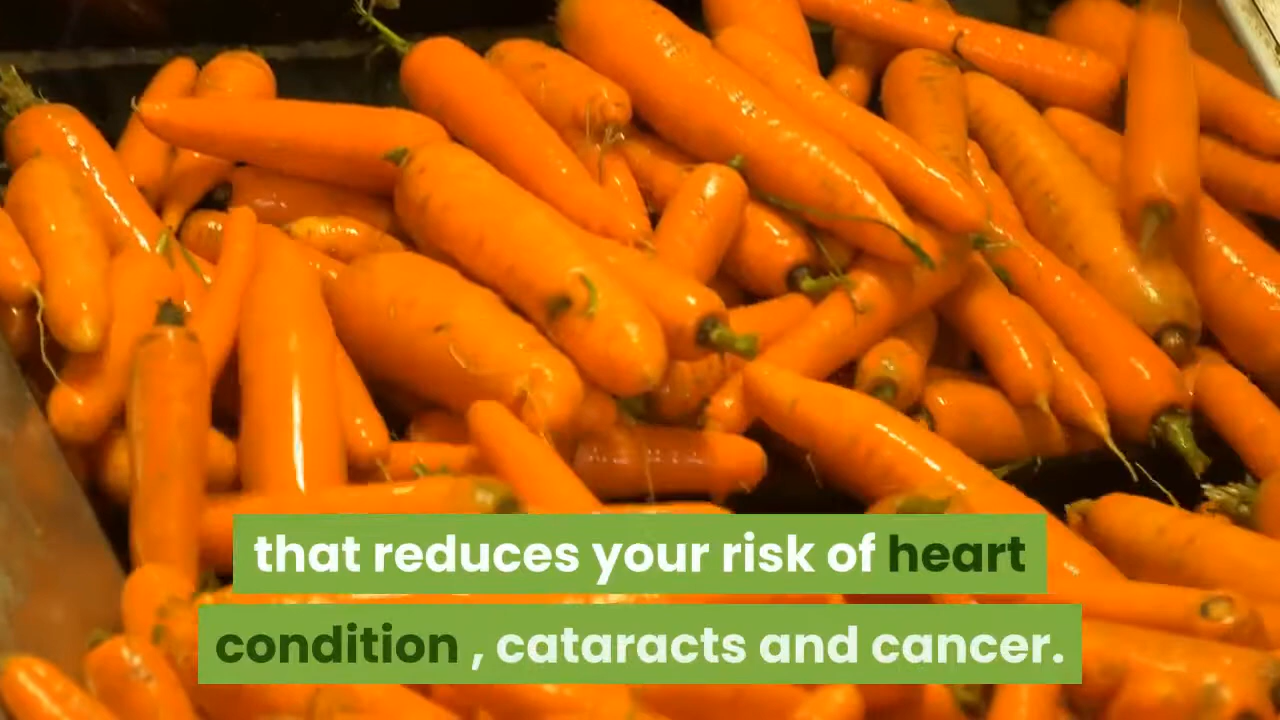 that reduces your risk of heart
condition , cataracts and cancer.